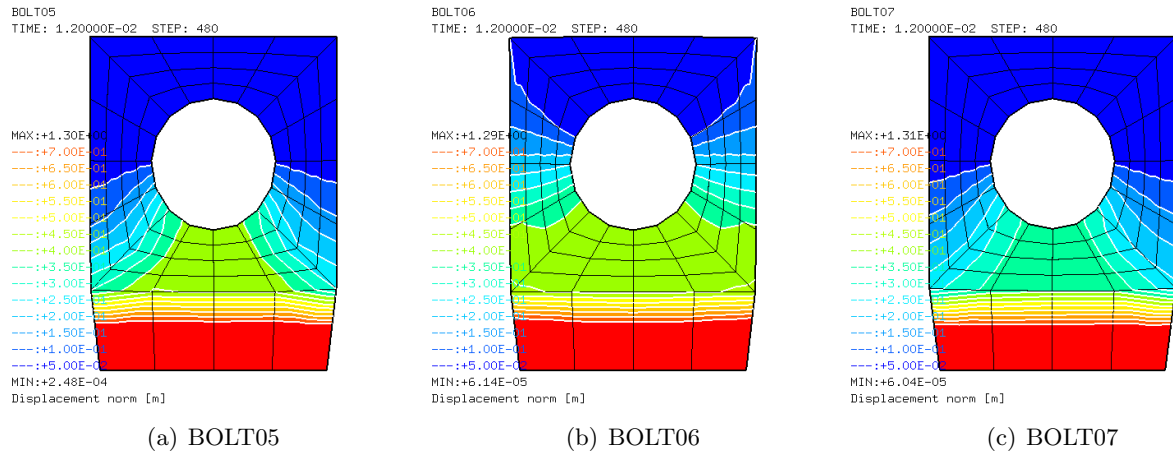 BOLT05
TIME: 1.20000E-02 STEP: 480
MAX:+1.30E+00
---:+7.00E-01
---:+6.50E-01
---:+6.00E-01
---:+5.50E-01
---:+5.00E-01
---:+4.50E-01
---:+4.00E-01
---:+3.50E-01
---:+3.00E-01
---:+2.50E-01
---:+2.00E-01
---:+1.50E-01
---:+1.00E-01
---:+5.00E-02
MIN:+2.48E-04
Displacement norm [m]
(a) BOLT05
BOLT06
TIME: 1.20000E-02 STEP: 480
MAX:+1.29E+00
---:+7.00E-01
---:+6.50E-01
---:+6.00E-01
---:+5.50E-01
---:+5.00E-01
---:+4.50E-01
---:+4.00E-01
---:+3.50E-01
---:+3.00E-01
---:+2.50E-01
---:+2.00E-01
---:+1.50E-01
---:+1.00E-01
---:+5.00E-02
MIN:+6.14E-05
Displacement norm [m]
(b) BOLT06
BOLT07
TIME: 1.20000E-02 STEP: 480
MAX:+1.31E+00
---:+7.00E-01
---:+6.50E-01
---:+6.00E-01
---:+5.50E-01
---:+5.00E-01
---:+4.50E-01
---:+4.00E-01
---:+3.50E-01
---:+3.00E-01
---:+2.50E-01
---:+2.00E-01
---:+1.50E-01
---:+1.00E-01
---:+5.00E-02
MIN:+6.04E-05
Displacement norm [m]
(c) BOLT07